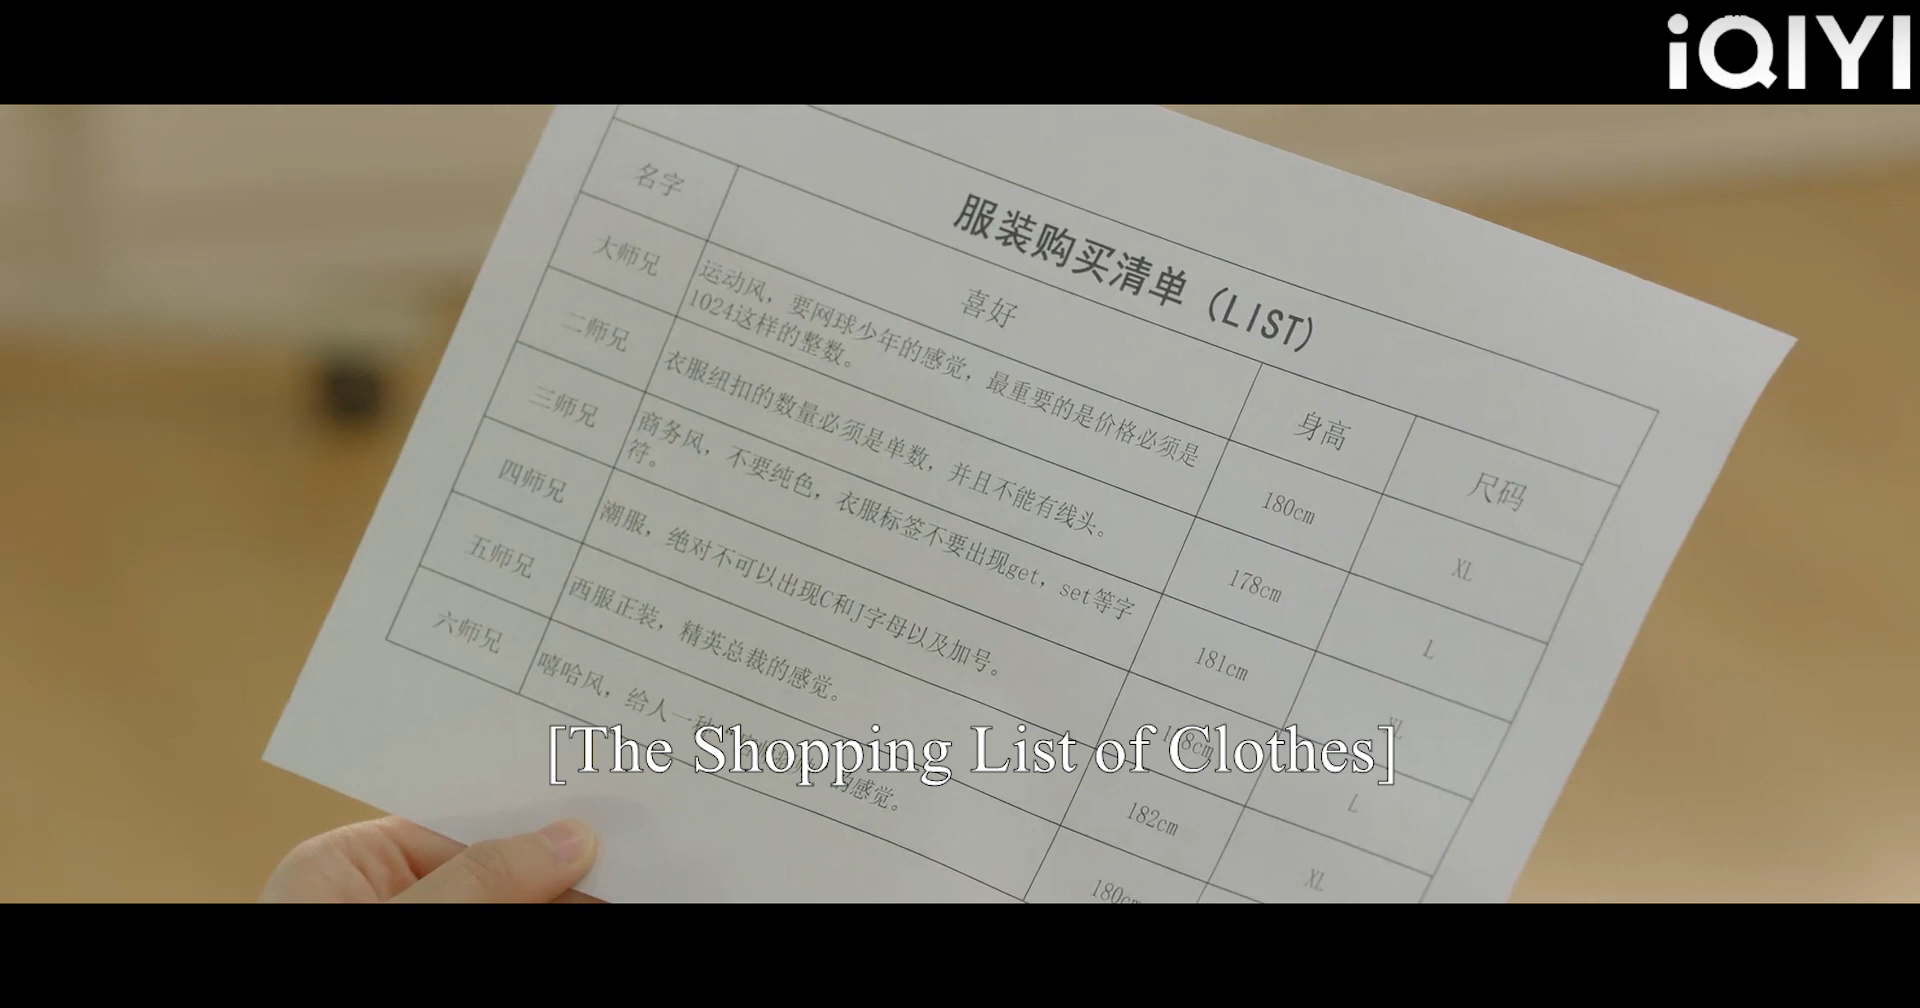 iQIYI
服装购买清单（LIST）
名字
喜好
身高
尺码
大师兄
运动风，要网球少年的感觉，最重要的是价格必须是
1024这样的整数。
180cm
XL
二师兄
衣服纽扣的数量必须是单数，并且不能有线头。
178cm
L
三师兄
商务风，不要纯色，衣服标签不要出现get，set等字
符。
181cm
XL
四师兄
潮服，绝对不可以出现C和J字母以及加号。
L
五师兄
西服正装，精英总裁的感觉。
182cm
XL
六师兄
嘻哈风，给人一种
的感觉。
180cm
[The Shopping List of Clothes]